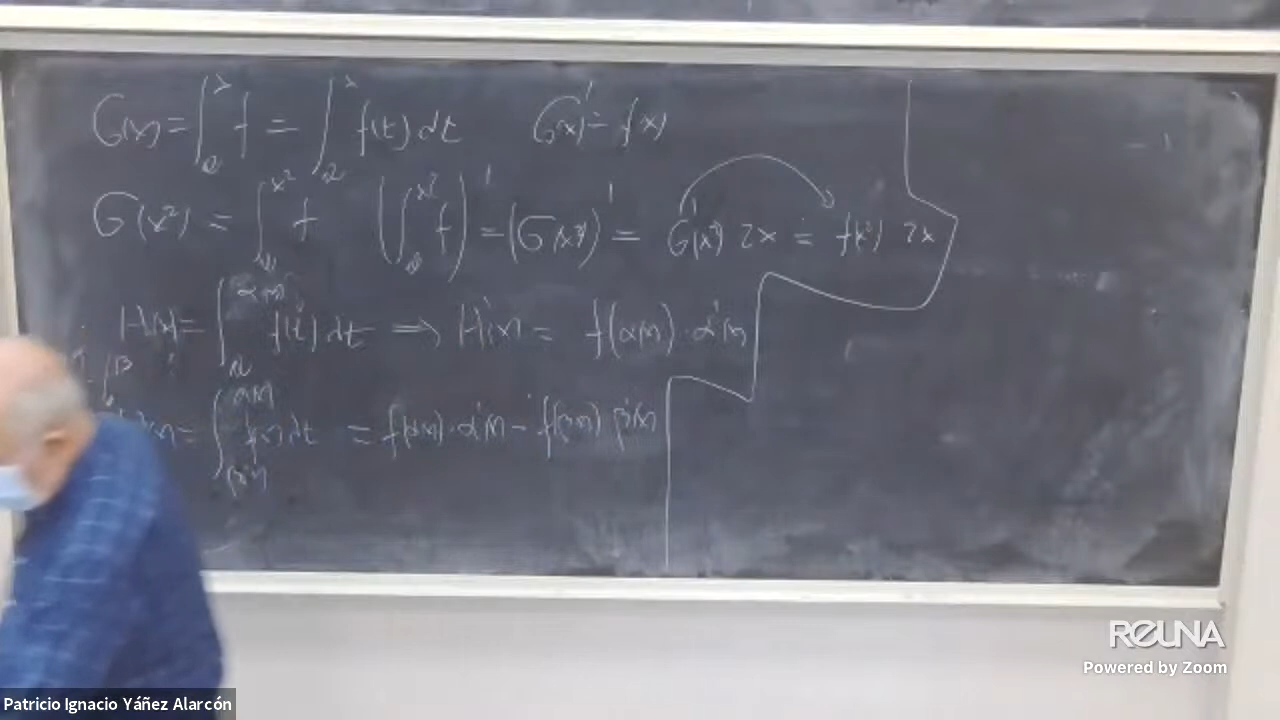 G(x) = ∫_a^x f = ∫_a^x f(t) dt G'(x) = f(x)
G(x²) = ∫_a^{x²} f (∫_a^{x²} f)' = (G(x²))' = G'(x²) 2x = f(x²) 2x
H(x) = ∫_a^{α(x)} f(t) dt ⇒ H'(x) = f(α(x)) · α'(x)
= ∫_{β(x)}^{α(x)} dt = f(α(x)) · α'(x) - f(β(x)) β'(x)
REUNA
Powered by Zoom
Patricio Ignacio Yáñez Alarcón